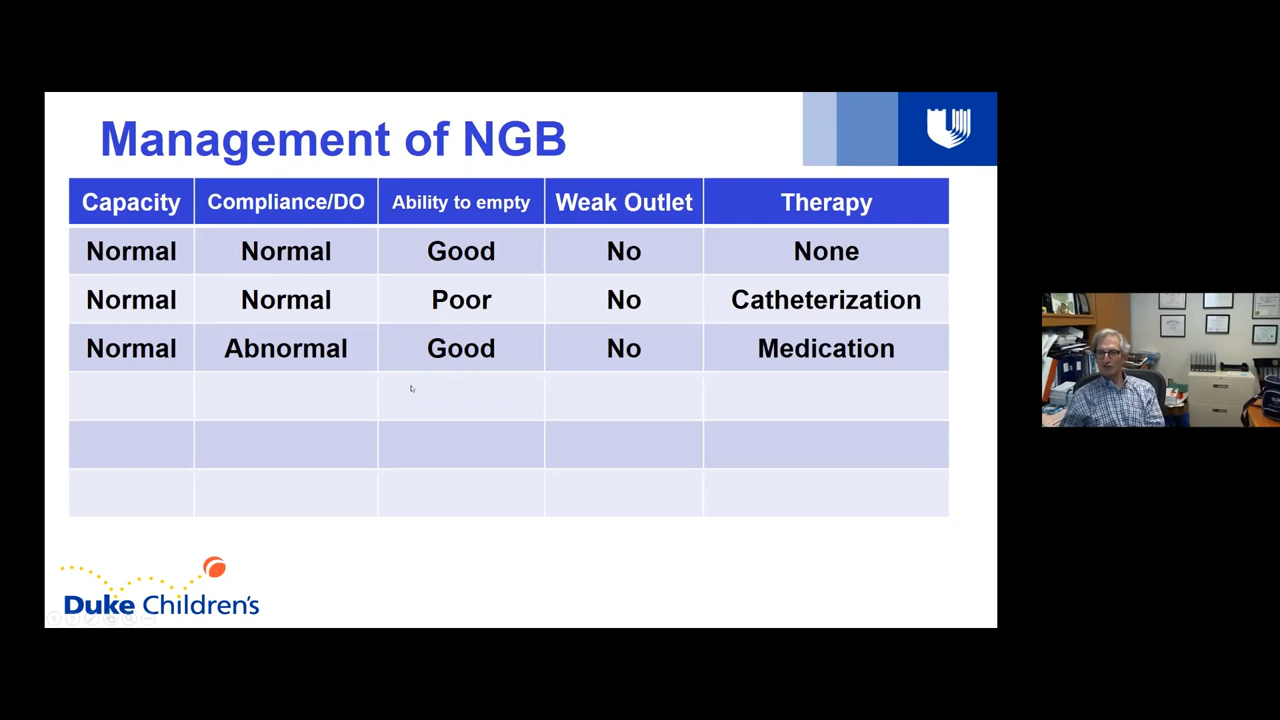 Management of NGB
Capacity Compliance/DO Ability to empty Weak Outlet Therapy
Normal Normal Good No None
Normal Normal Poor No Catheterization
Normal Abnormal Good No Medication
Duke Children's